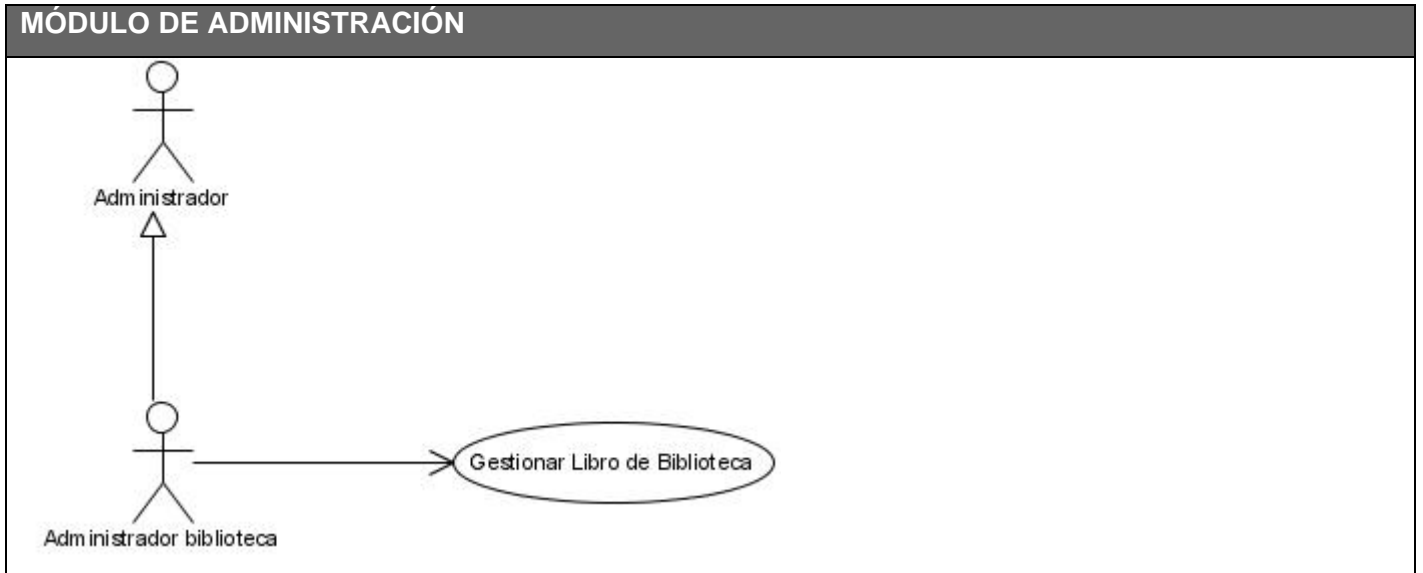 MÓDULO DE ADMINISTRACIÓN
Administrador
Gestionar Libro de Biblioteca
Administrador biblioteca